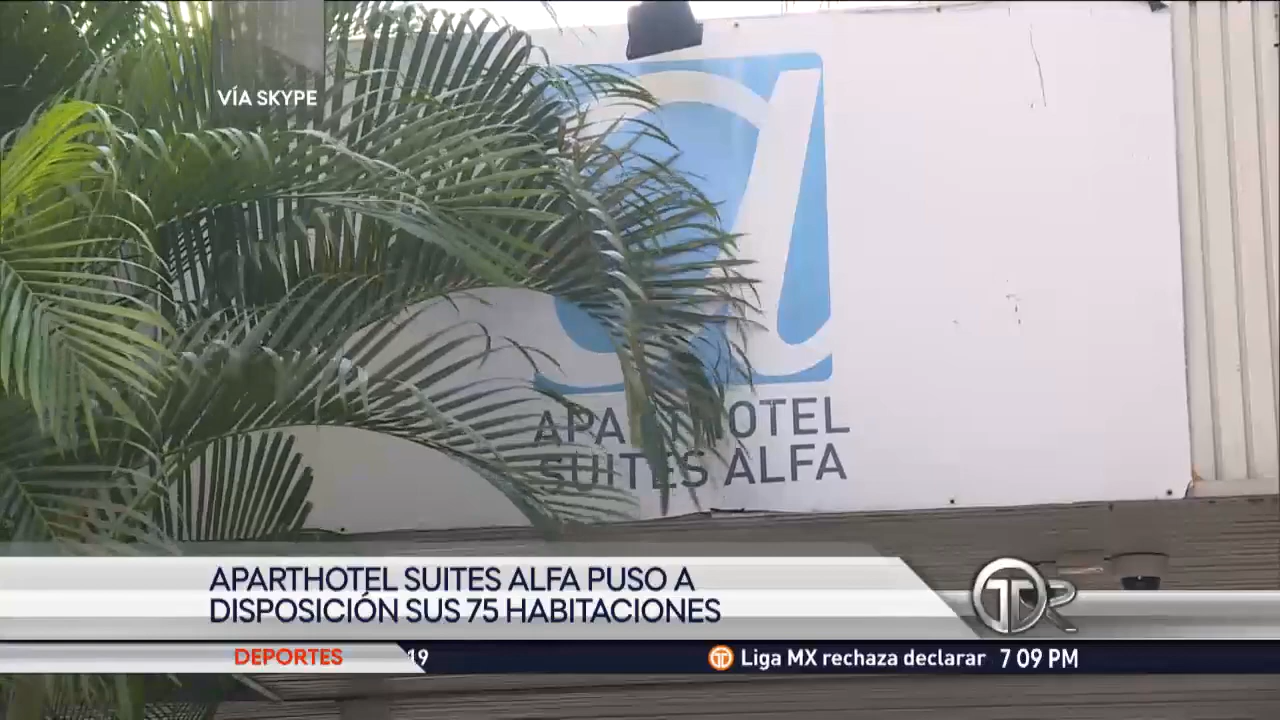 VÍA SKYPE
APARTHOTEL
SUITES ALFA
APARTHOTEL SUITES ALFA PUSO A
DISPOSICIÓN SUS 75 HABITACIONES
TR
DEPORTES
19
Liga MX rechaza declarar
7 09 PM